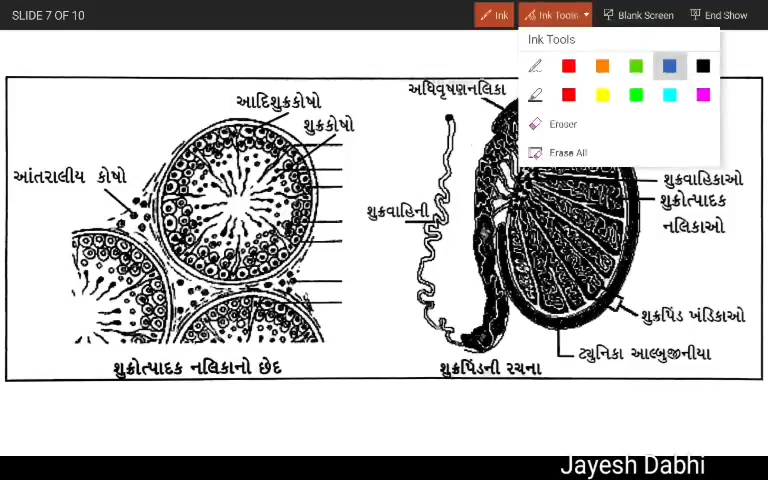 SLIDE 7 OF 10
Ink
Ink Tools
Blank Screen
End Show
Ink Tools
Eraser
Erase All
આદિશુક્રકોષો
શુક્રકોષો
આંતરાલીય કોષો
શુક્રોત્પાદક નલિકાનો છેદ
અધિવૃષણનલિકા
શુક્રવાહિની
શુક્રવાહિકાઓ
શુક્રોત્પાદક
નલિકાઓ
શુક્રપિંડ ખંડિકાઓ
ટ્યુનિકા આલ્બુજીનીયા
શુક્રપિંડની રચના
Jayesh Dabhi